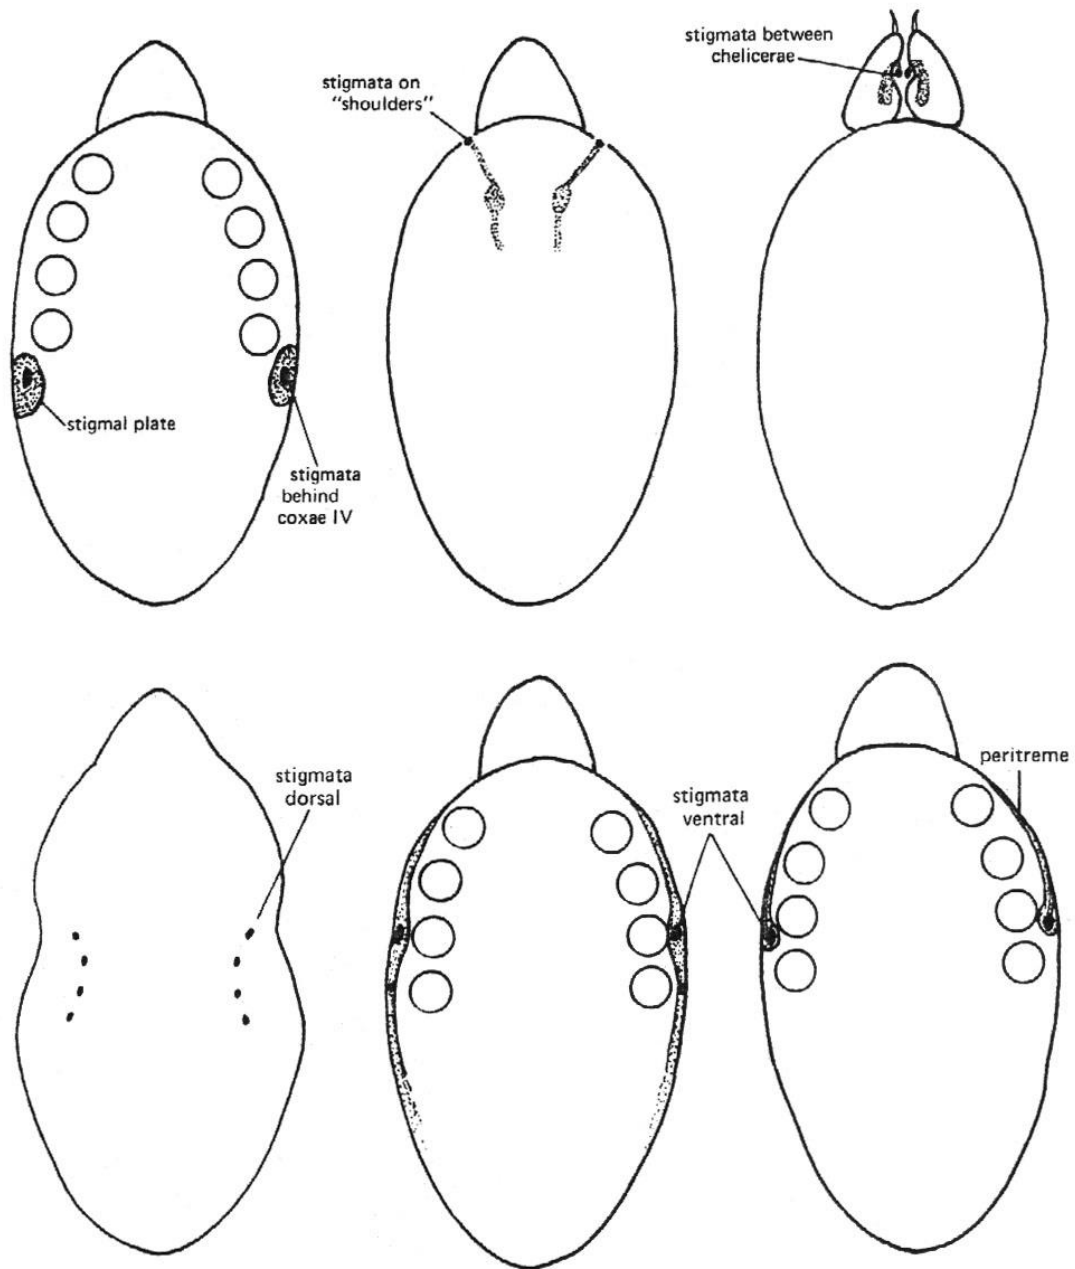 stigmata between
chelicerae
stigmata on
"shoulders"
stigmal plate
stigmata
behind
coxae IV
stigmata
dorsal
stigmata
ventral
peritreme